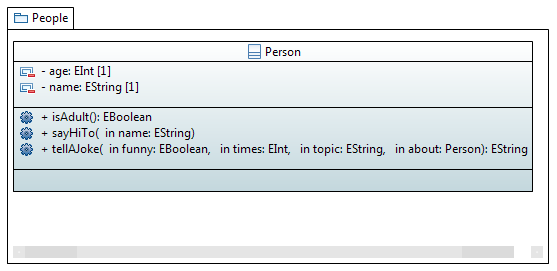 People
Person
- age: EInt [1]
- name: EString [1]
+ isAdult(): EBoolean
+ sayHiTo( in name: EString)
+ tellAJoke( in funny: EBoolean, in times: EInt, in topic: EString, in about: Person): EString